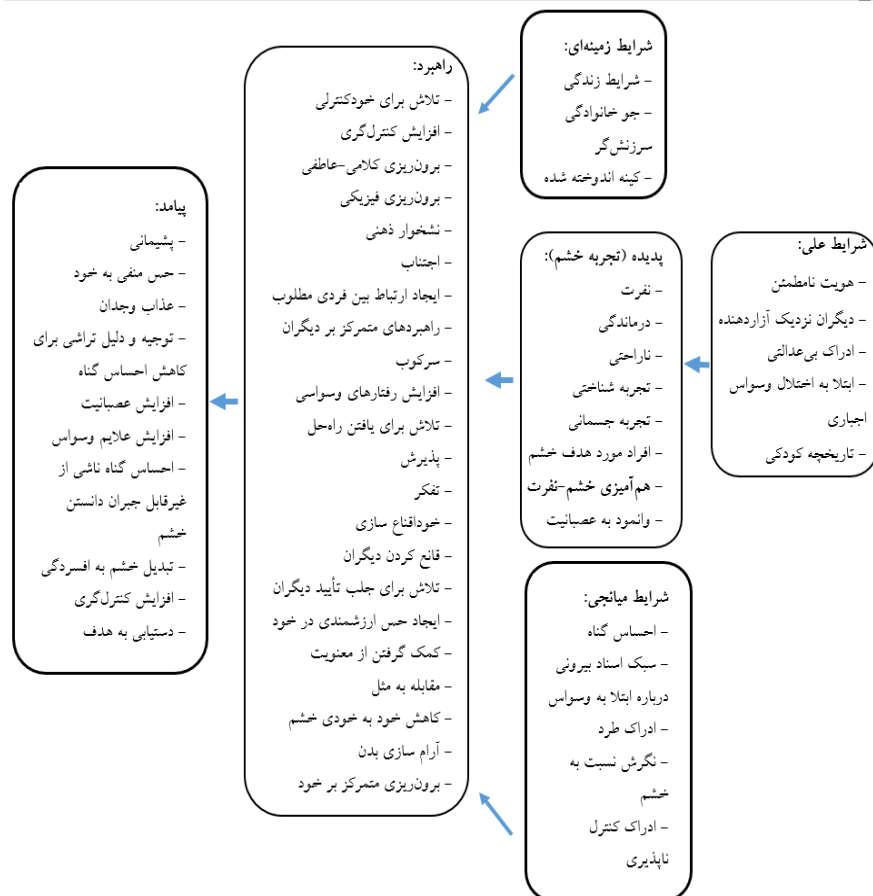 شرایط علی:
- هویت نامطمئن
- دیگران نزدیک آزاردهنده
- ادراک بی‌عدالتی
- ابتلا به اختلال وسواس
اجباری
- تاریخچه کودکی
شرایط زمینه‌ای:
- شرایط زندگی
- جو خانوادگی
سرزنش‌گر
- کینه اندوخته شده
پدیده (تجربه خشم):
- نفرت
- درماندگی
- ناراحتی
- تجربه شناختی
- تجربه جسمانی
- افراد مورد هدف خشم
- هم‌آمیزی خشم-نفرت
- وانمود به عصبانیت
شرایط میانجی:
- احساس گناه
- سبک اسناد بیرونی
درباره ابتلا به وسواس
- ادراک طرد
- نگرش نسبت به
خشم
- ادراک کنترل
ناپذیری
راهبرد:
- تلاش برای خودکنترلی
- افزایش کنترل‌گری
- برون‌ریزی کلامی-عاطفی
- برون‌ریزی فیزیکی
- نشخوار ذهنی
- اجتناب
- ایجاد ارتباط بین فردی مطلوب
- راهبردهای متمرکز بر دیگران
- سرکوب
- افزایش رفتارهای وسواسی
- تلاش برای یافتن راه‌حل
- پذیرش
- تفکر
- خوداقناع سازی
- قانع کردن دیگران
- تلاش برای جلب تأیید دیگران
- ایجاد حس ارزشمندی در خود
- کمک گرفتن از معنویت
- مقابله به مثل
- کاهش خود به خودی خشم
- آرام سازی بدن
- برون‌ریزی متمرکز بر خود
پیامد:
- پشیمانی
- حس منفی به خود
- عذاب وجدان
- توجیه و دلیل تراشی برای
کاهش احساس گناه
- افزایش عصبانیت
- افزایش علایم وسواس
- احساس گناه ناشی از
غیرقابل جبران دانستن
خشم
- تبدیل خشم به افسردگی
- افزایش کنترل‌گری
- دستیابی به هدف